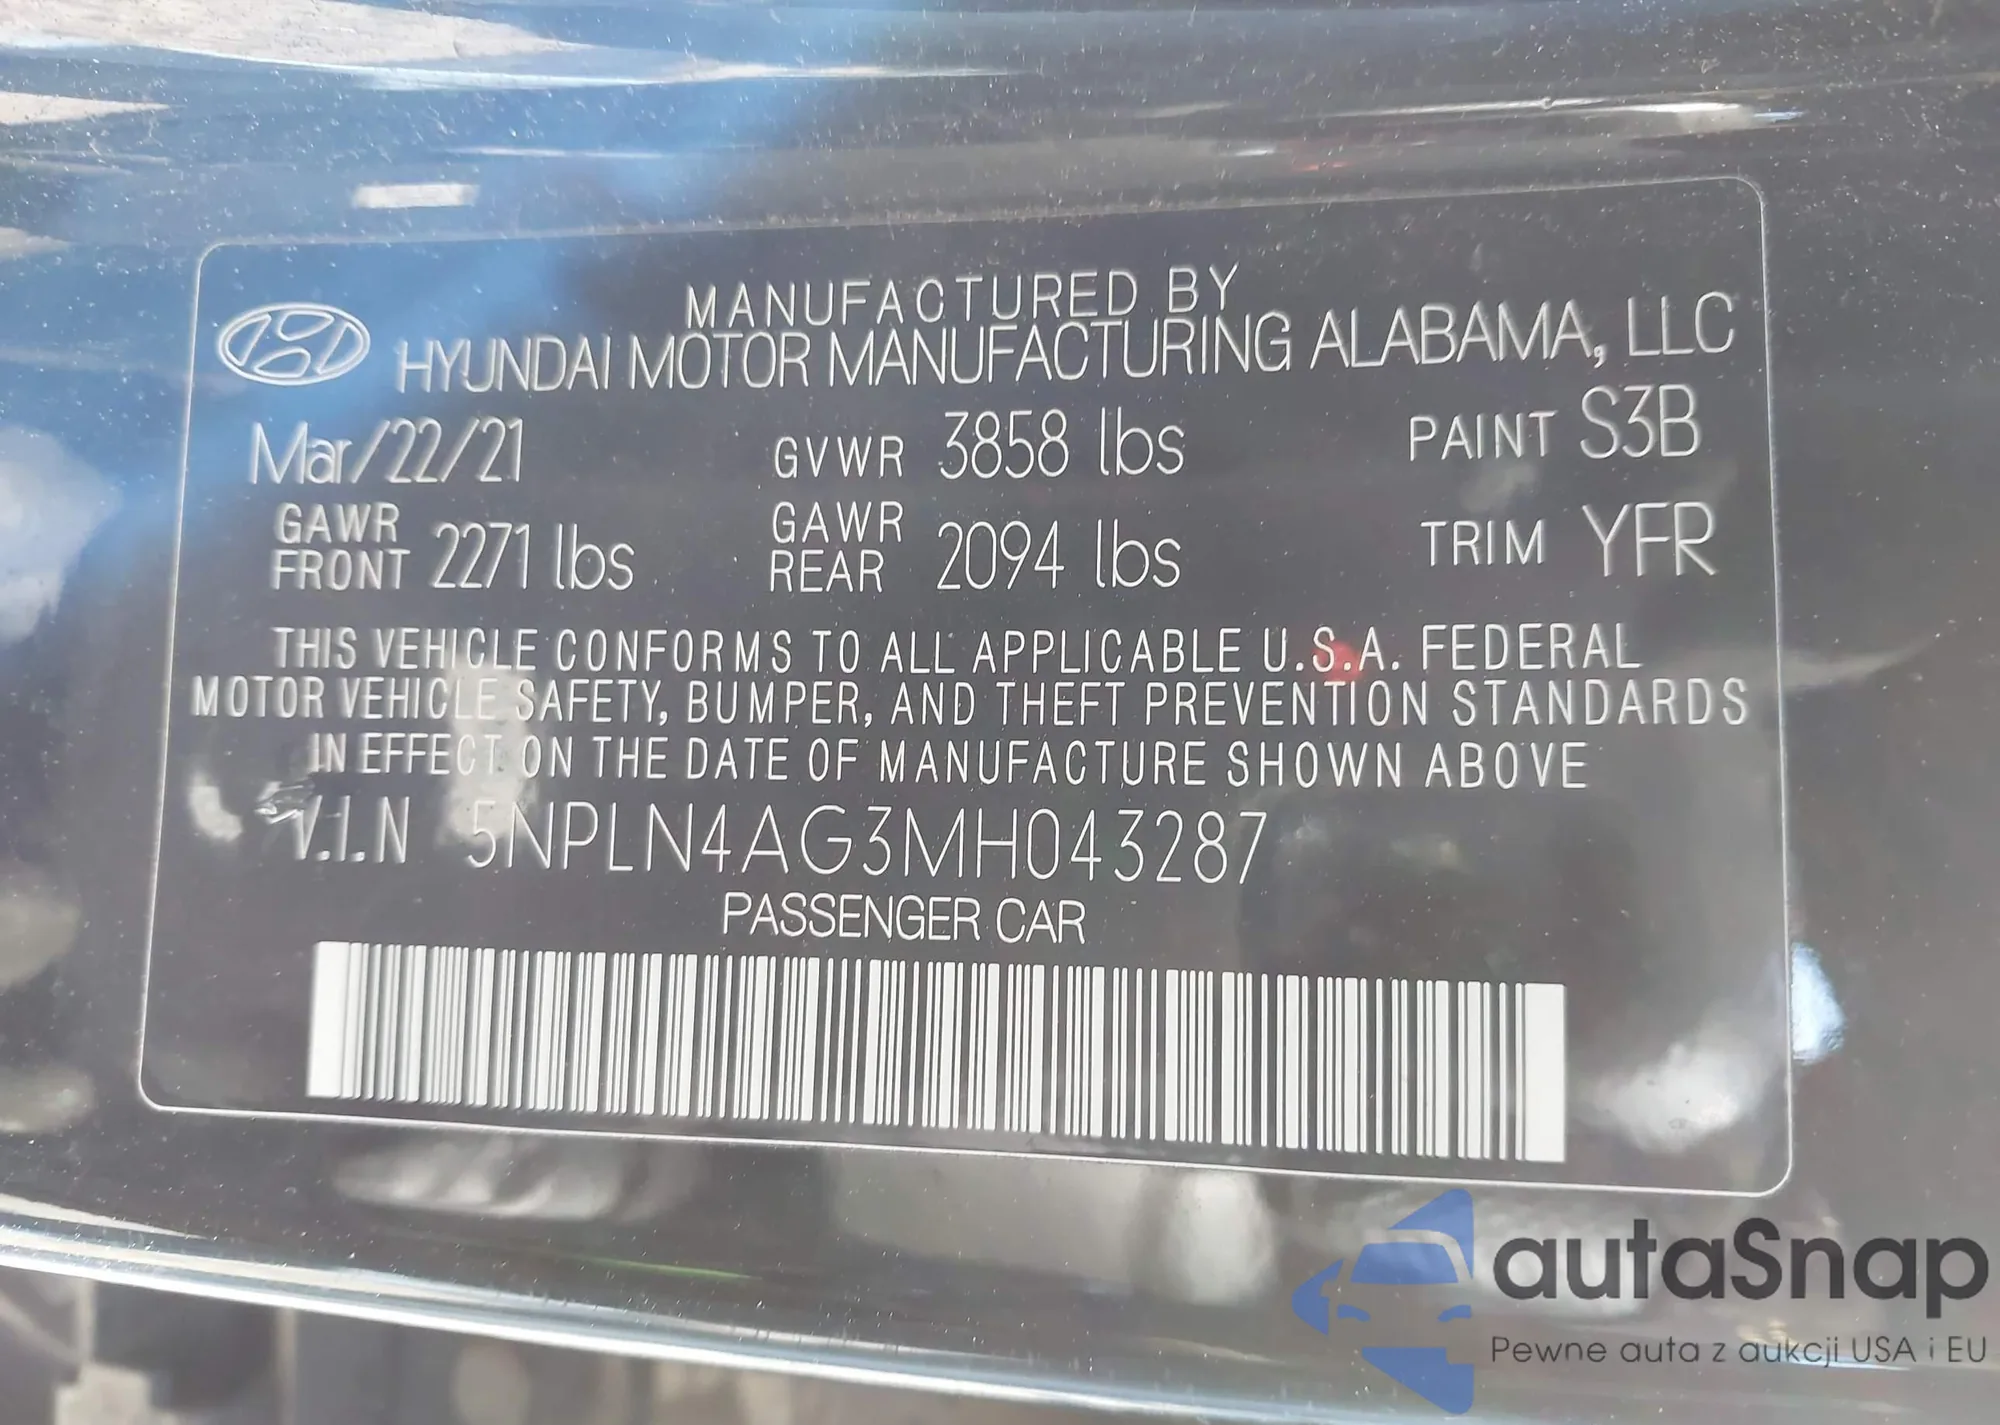 MANUFACTURED BY
HYUNDAI MOTOR MANUFACTURING ALABAMA, LLC
Mar/22/21 GVWR 3858 lbs PAINT S3B
GAWR FRONT 2271 lbs GAWR REAR 2094 lbs TRIM YFR
THIS VEHICLE CONFORMS TO ALL APPLICABLE U.S.A. FEDERAL
MOTOR VEHICLE SAFETY, BUMPER, AND THEFT PREVENTION STANDARDS
IN EFFECT ON THE DATE OF MANUFACTURE SHOWN ABOVE
V.I.N 5NPLN4AG3MH043287
PASSENGER CAR
autaSnap
Pewne auta z aukcji USA i EU